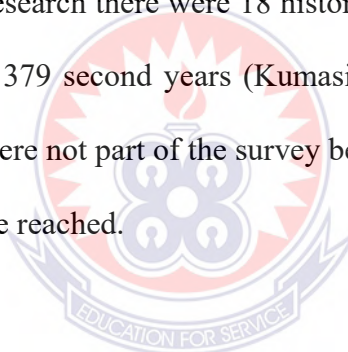 esearch there were 18 histor
379 second years (Kumasi
ere not part of the survey be
e reached.
EDUCATION FOR SERVICE